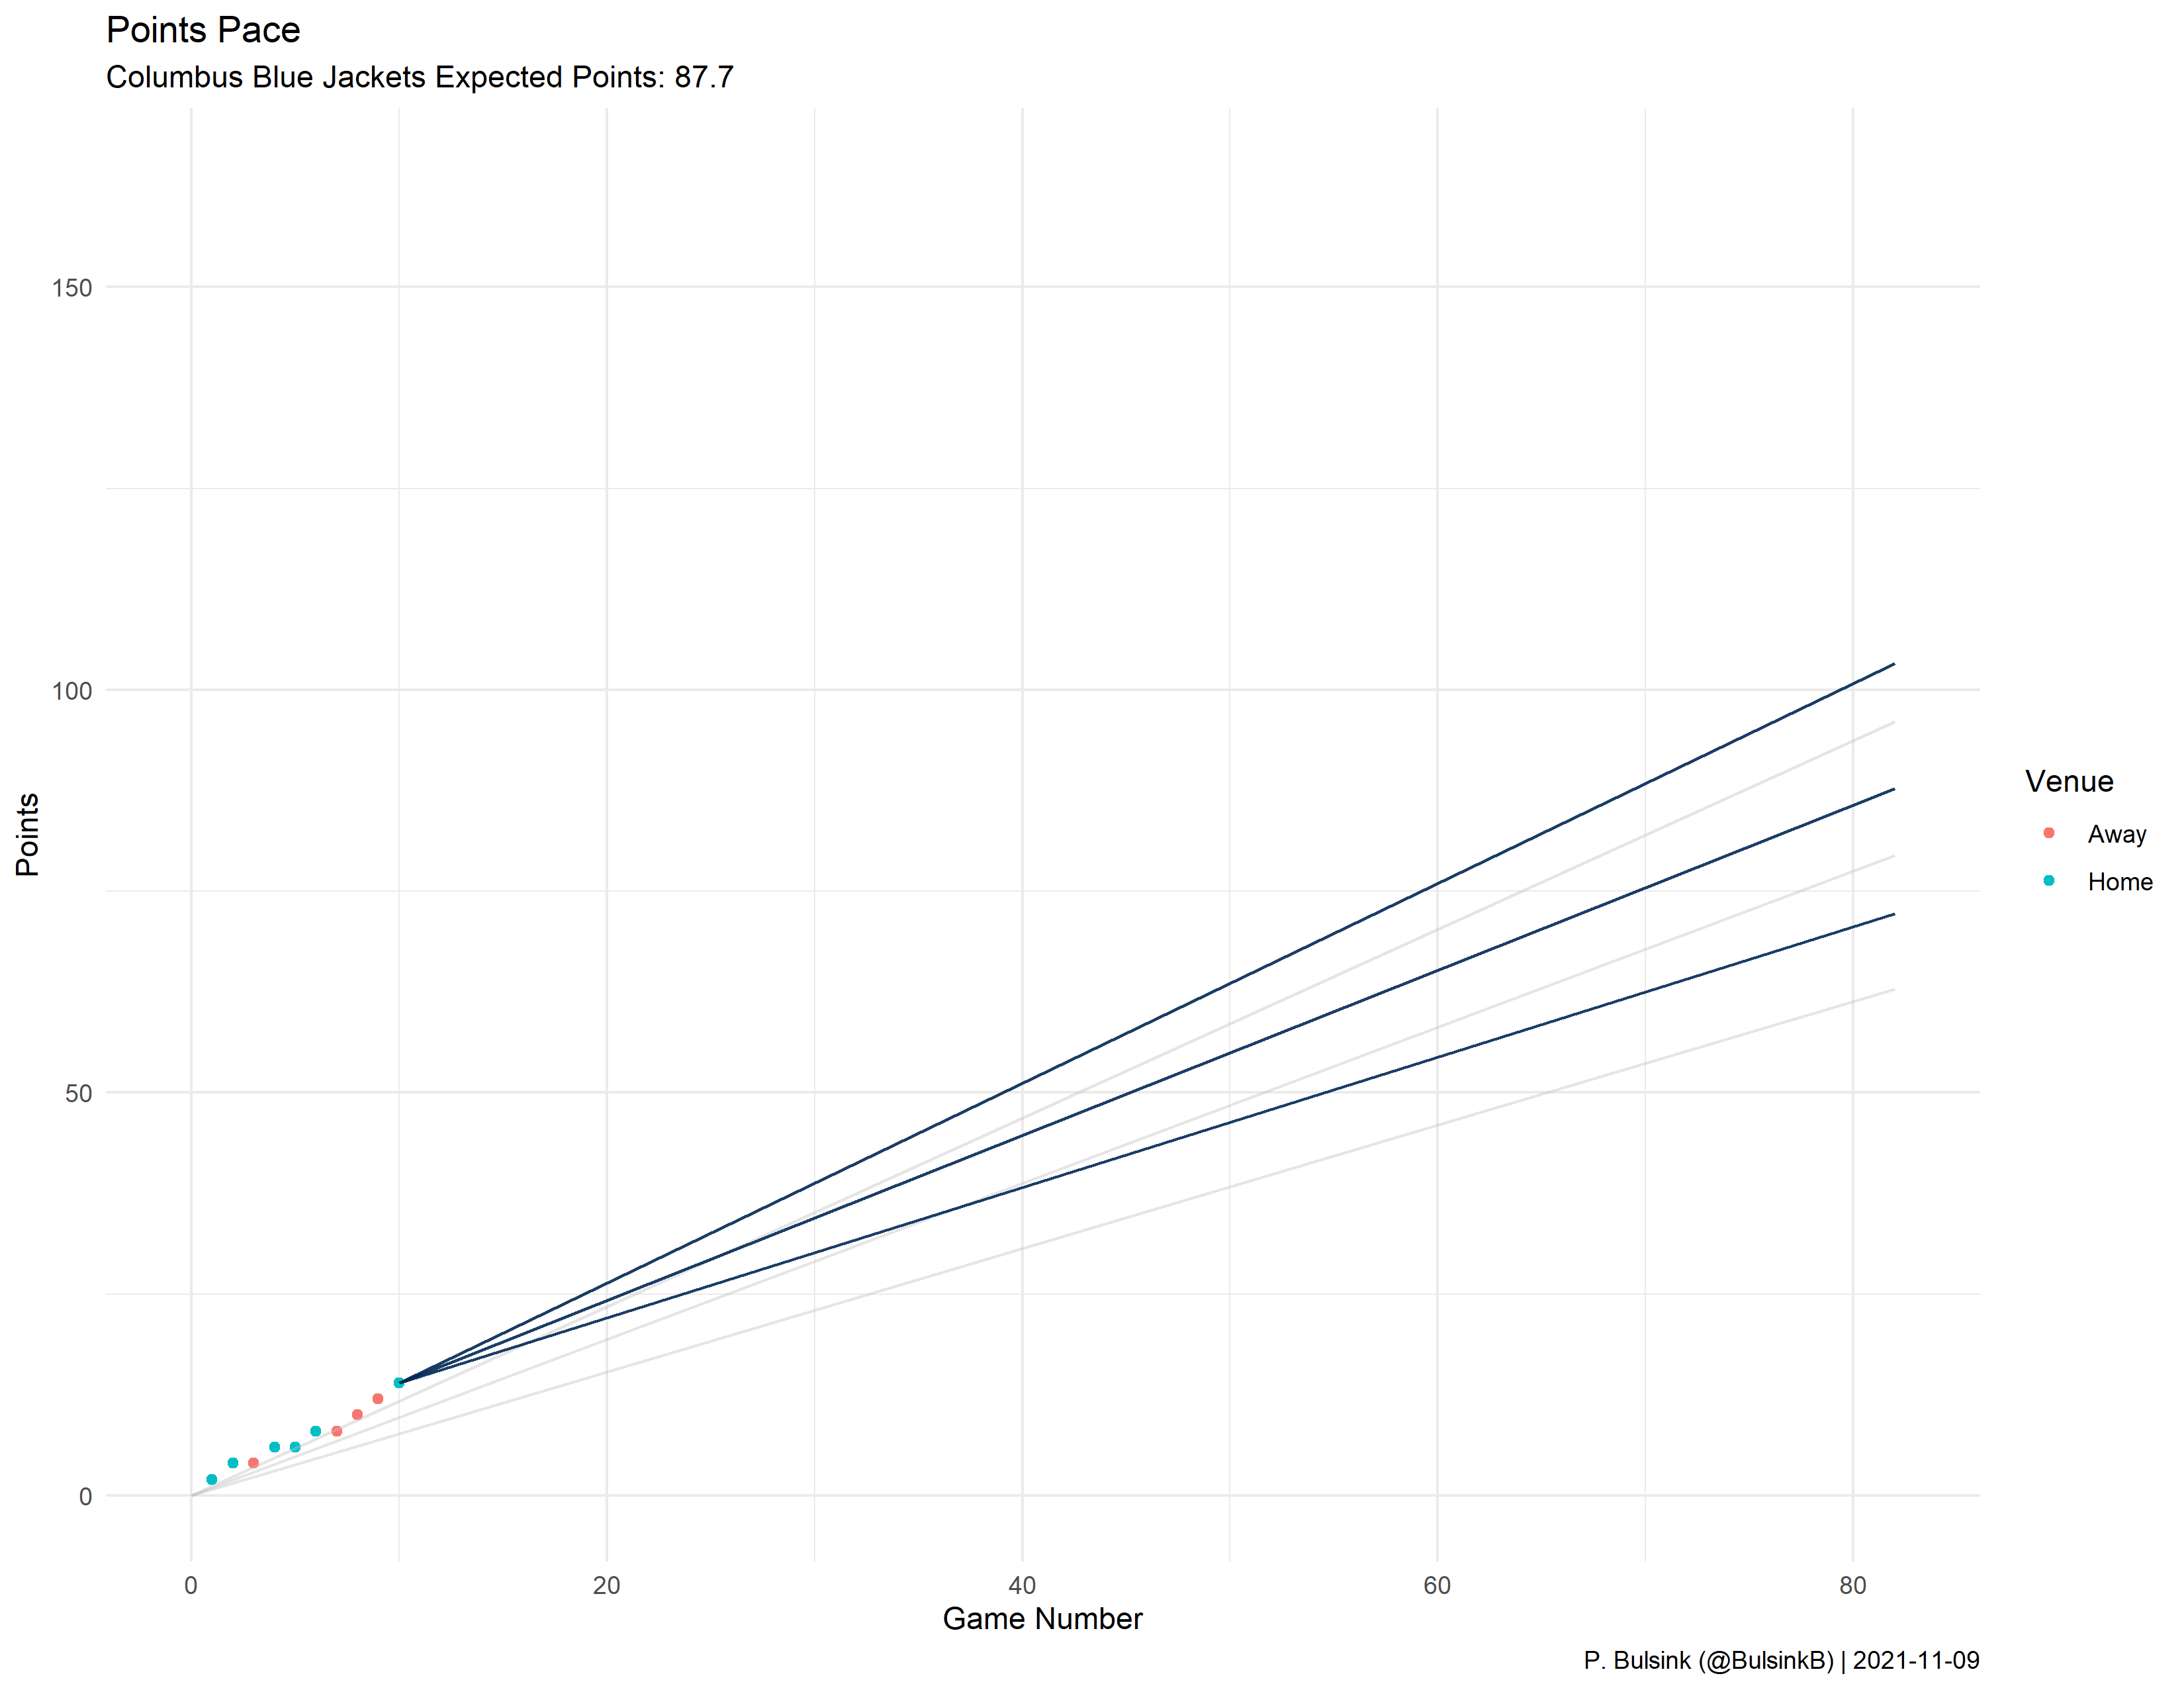 Points Pace
Columbus Blue Jackets Expected Points: 87.7
150
100
50
0
Points
0 20 40 60 80
Game Number
Venue
Away
Home
P. Bulsink (@BulsinkB) | 2021-11-09